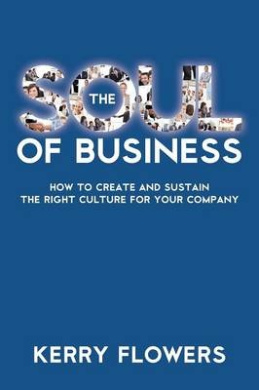 THE
SOUL
OF BUSINESS
HOW TO CREATE AND SUSTAIN
THE RIGHT CULTURE FOR YOUR COMPANY
KERRY FLOWERS